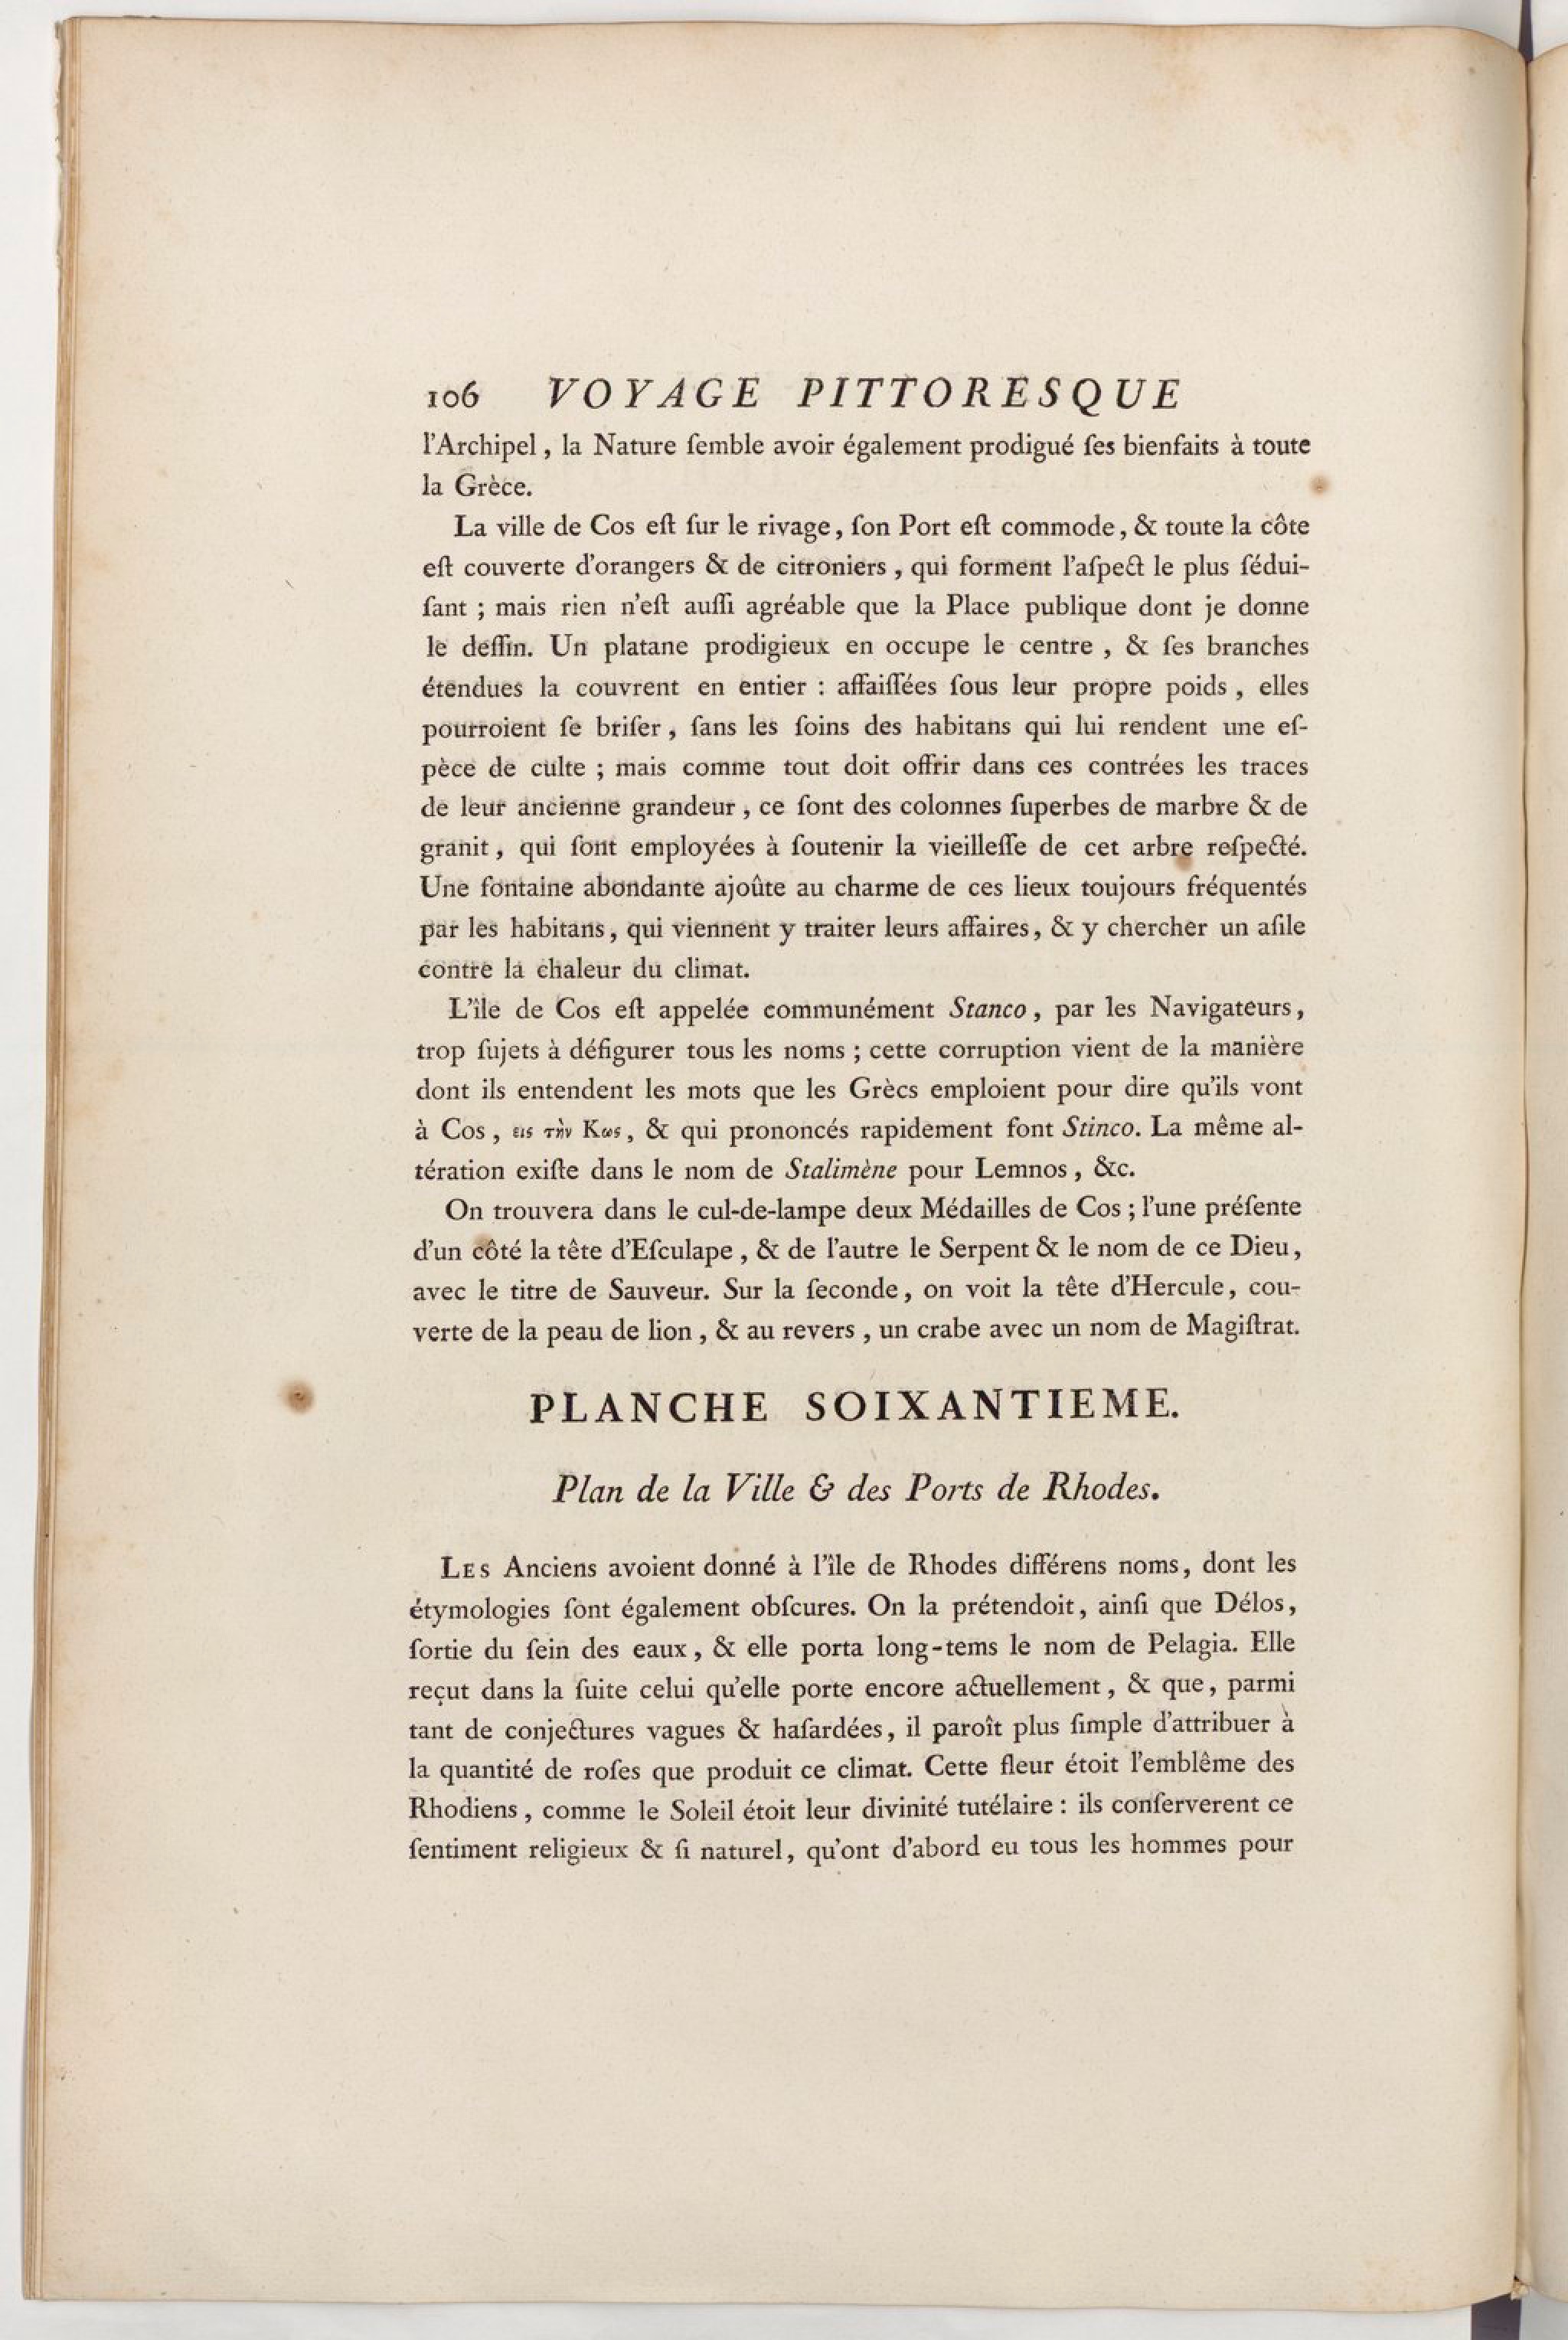 106 VOYAGE PITTORESQUE
l'Archipel, la Nature ſemble avoir également prodigué ſes bienfaits à toute
la Grèce.
La ville de Cos eſt ſur le rivage, ſon Port eſt commode, & toute la côte
eſt couverte d'orangers & de citroniers, qui forment l'aſpect le plus ſédui-
ſant ; mais rien n'eſt auſſi agréable que la Place publique dont je donne
le deſſin. Un platane prodigieux en occupe le centre, & ſes branches
étendues la couvrent en entier : affaiſſées ſous leur propre poids, elles
pourroient ſe briſer, ſans les ſoins des habitans qui lui rendent une eſ-
pèce de culte ; mais comme tout doit offrir dans ces contrées les traces
de leur ancienne grandeur, ce ſont des colonnes ſuperbes de marbre & de
granit, qui ſont employées à ſoutenir la vieilleſſe de cet arbre reſpecté.
Une fontaine abondante ajoûte au charme de ces lieux toujours fréquentés
par les habitans, qui viennent y traiter leurs affaires, & y chercher un aſile
contre la chaleur du climat.
L'île de Cos eſt appelée communément Stanco, par les Navigateurs,
trop ſujets à défigurer tous les noms ; cette corruption vient de la manière
dont ils entendent les mots que les Grècs emploient pour dire qu'ils vont
à Cos, εις τὴν Κως, & qui prononcés rapidement font Stinco. La même al-
tération exiſte dans le nom de Stalimène pour Lemnos, &c.
On trouvera dans le cul-de-lampe deux Médailles de Cos ; l'une préſente
d'un côté la tête d'Eſculape, & de l'autre le Serpent & le nom de ce Dieu,
avec le titre de Sauveur. Sur la ſeconde, on voit la tête d'Hercule, cou-
verte de la peau de lion, & au revers, un crabe avec un nom de Magiſtrat.
PLANCHE SOIXANTIEME.
Plan de la Ville & des Ports de Rhodes.
LES Anciens avoient donné à l'île de Rhodes différens noms, dont les
étymologies ſont également obſcures. On la prétendoit, ainſi que Délos,
ſortie du ſein des eaux, & elle porta long-tems le nom de Pelagia. Elle
reçut dans la ſuite celui qu'elle porte encore actuellement, & que, parmi
tant de conjectures vagues & haſardées, il paroît plus ſimple d'attribuer à
la quantité de roſes que produit ce climat. Cette fleur étoit l'emblême des
Rhodiens, comme le Soleil étoit leur divinité tutélaire : ils conſerverent ce
ſentiment religieux & ſi naturel, qu'ont d'abord eu tous les hommes pour